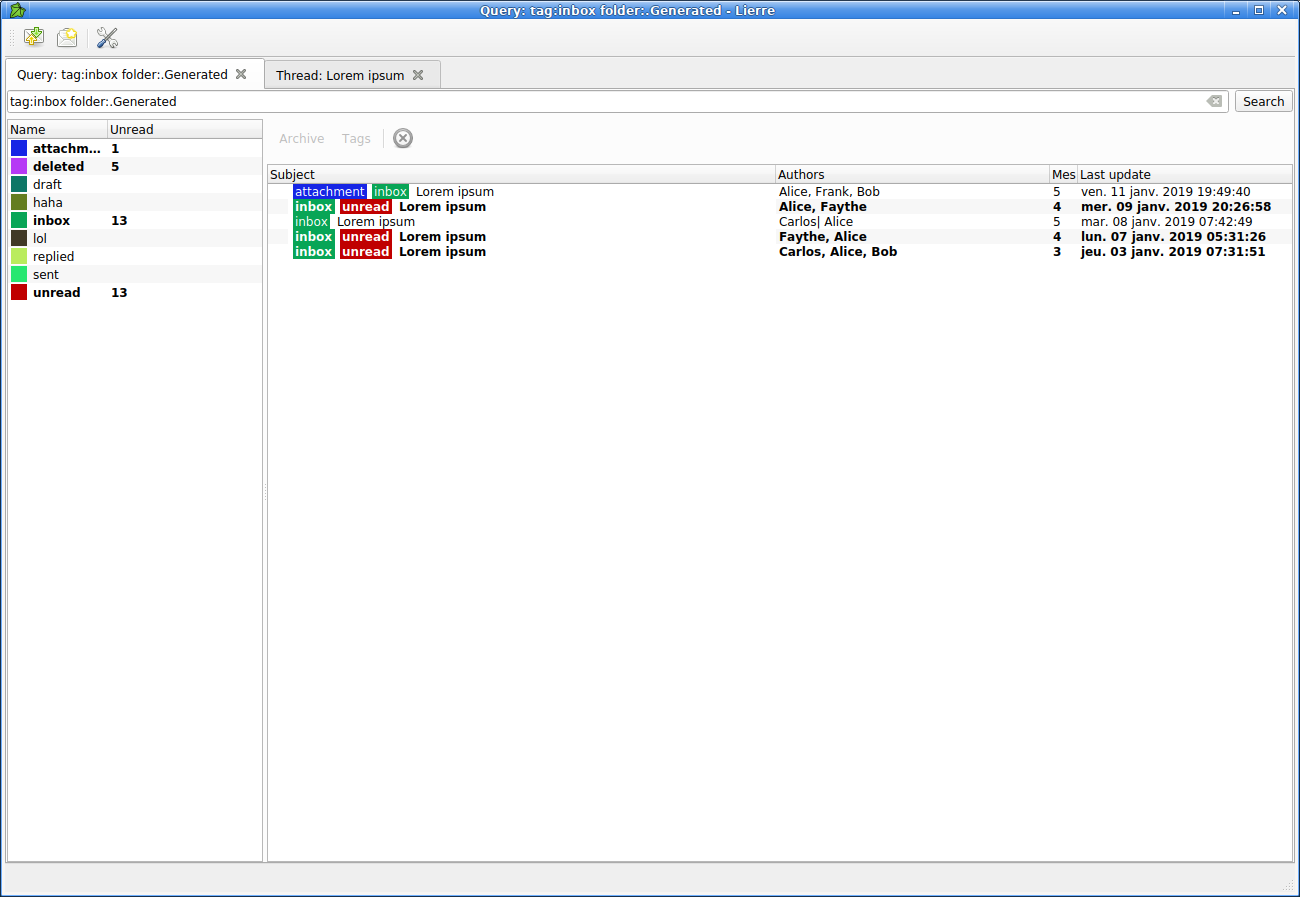 Query: tag:inbox folder:.Generated - Lierre
Query: tag:inbox folder:.Generated Thread: Lorem ipsum
tag:inbox folder:.Generated Search
Name Unread
attachm... 1
deleted 5
draft
haha
inbox 13
lol
replied
sent
unread 13
Archive Tags
Subject Authors Mes Last update
attachment inbox Lorem ipsum Alice, Frank, Bob 5 ven. 11 janv. 2019 19:49:40
inbox unread Lorem ipsum Alice, Faythe 4 mer. 09 janv. 2019 20:26:58
inbox Lorem ipsum Carlos| Alice 5 mar. 08 janv. 2019 07:42:49
inbox unread Lorem ipsum Faythe, Alice 4 lun. 07 janv. 2019 05:31:26
inbox unread Lorem ipsum Carlos, Alice, Bob 3 jeu. 03 janv. 2019 07:31:51